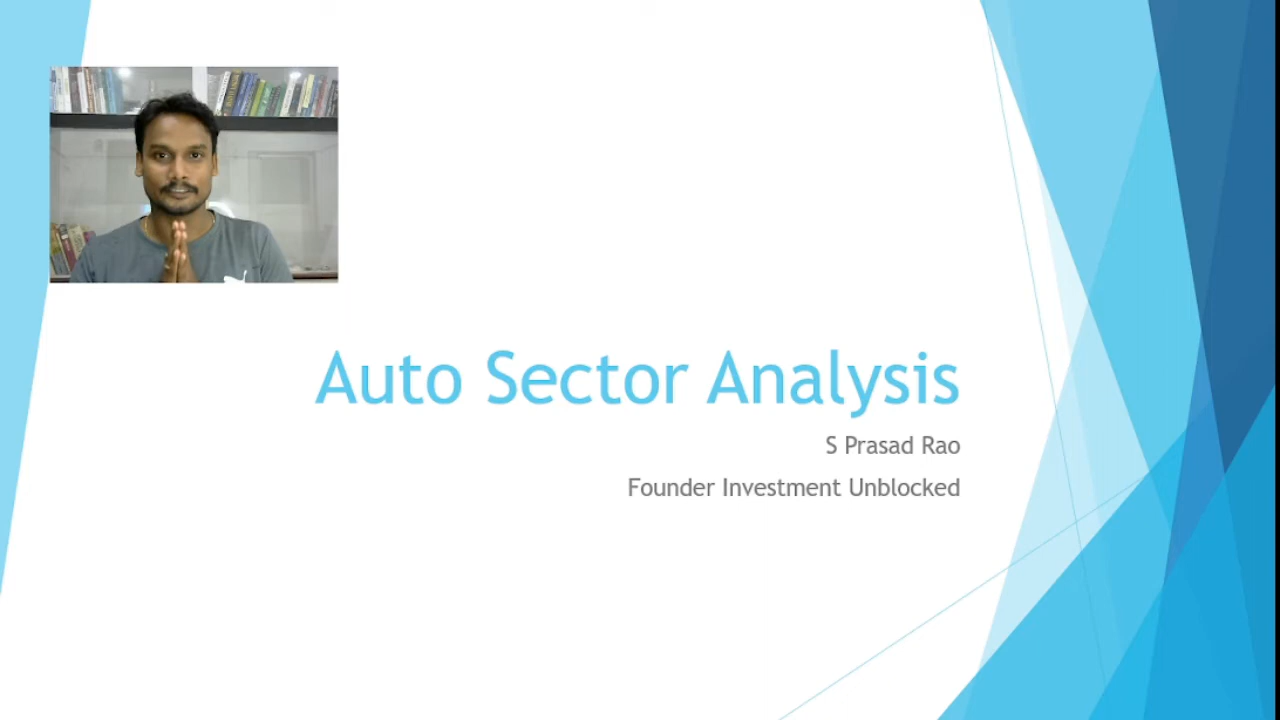 Auto Sector Analysis
S Prasad Rao
Founder Investment Unblocked